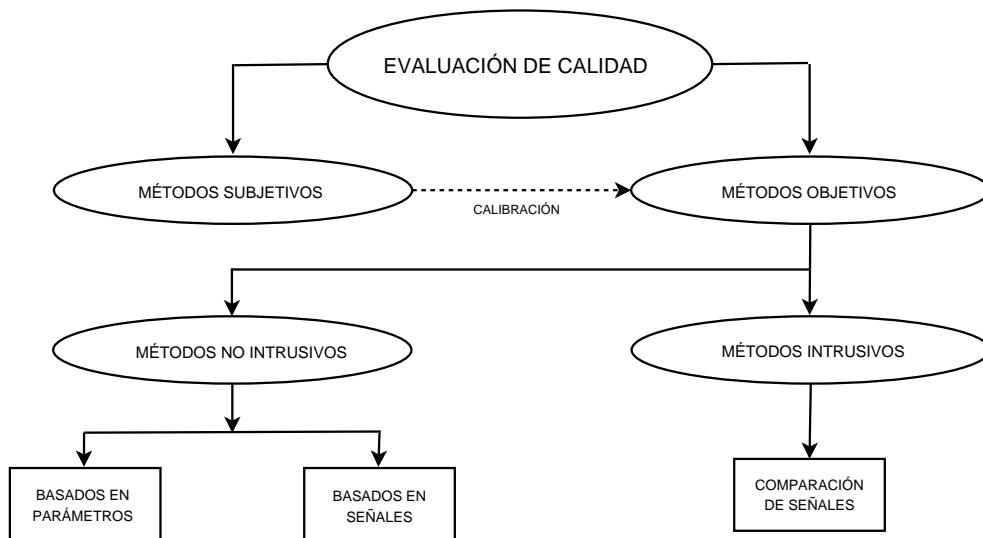 EVALUACIÓN DE CALIDAD
MÉTODOS SUBJETIVOS
CALIBRACIÓN
MÉTODOS OBJETIVOS
MÉTODOS NO INTRUSIVOS
MÉTODOS INTRUSIVOS
BASADOS EN
PARÁMETROS
BASADOS EN
SEÑALES
COMPARACIÓN
DE SEÑALES